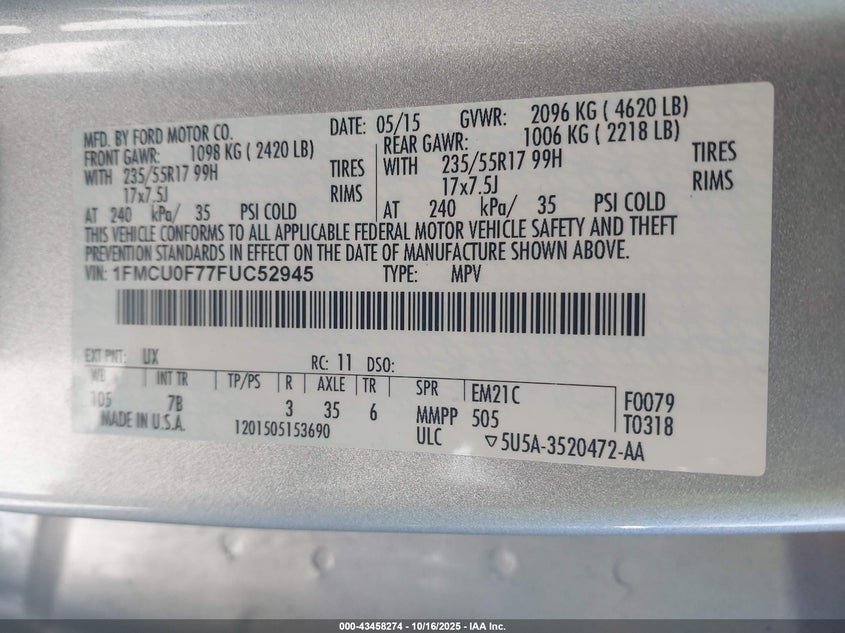 MFD. BY FORD MOTOR CO.
DATE: 05/15 GVWR: 2096 KG ( 4620 LB)
FRONT GAWR: 1098 KG ( 2420 LB)
WITH 235/55R17 99H TIRES
17x7.5J RIMS
AT 240 kPa/ 35 PSI COLD
REAR GAWR: 1006 KG ( 2218 LB)
WITH 235/55R17 99H TIRES
17x7.5J RIMS
AT 240 kPa/ 35 PSI COLD
THIS VEHICLE CONFORMS TO ALL APPLICABLE FEDERAL MOTOR VEHICLE SAFETY AND THEFT
PREVENTION STANDARDS IN EFFECT ON THE DATE OF MANUFACTURE SHOWN ABOVE.
VIN: 1FMCU0F77FUC52945 TYPE: MPV
EXT PNT: UX RC: 11 DSO:
WB INT TR TP/PS R AXLE TR SPR EM21C F0079
105 7B 3 35 6 MMPP 505 T0318
MADE IN U.S.A. 1201505153690 ULC ▽5U5A-3520472-AA
000-43458274 | 10/16/2025 - IAA Inc.